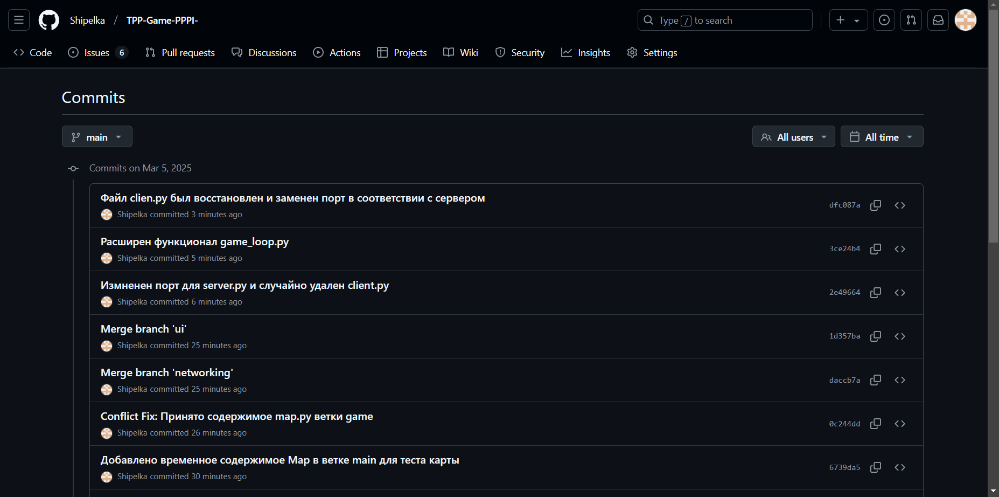 Shipelka / TPP-Game-PPPI-
Type / to search
Code
Issues 6
Pull requests
Discussions
Actions
Projects
Wiki
Security
Insights
Settings
Commits
main
All users
All time
Commits on Mar 5, 2025
Файл clien.py был восстановлен и заменен порт в соответствии с сервером
Shipelka committed 3 minutes ago
dfc087a
Расширен функционал game_loop.py
Shipelka committed 5 minutes ago
3ce24b4
Измненен порт для server.py и случайно удален client.py
Shipelka committed 6 minutes ago
2e49664
Merge branch 'ui'
Shipelka committed 25 minutes ago
1d357ba
Merge branch 'networking'
Shipelka committed 25 minutes ago
daccb7a
Conflict Fix: Принято содержимое map.py ветки game
Shipelka committed 26 minutes ago
0c244dd
Добавлено временное содержимое Map в ветке main для теста карты
Shipelka committed 30 minutes ago
6739da5